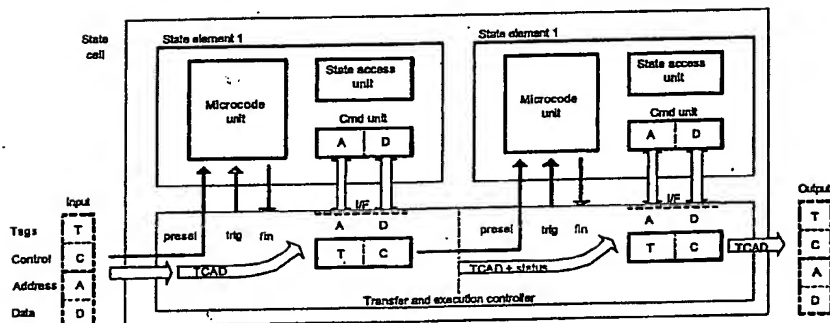 State cell
State element 1
State element 1
Microcode unit
State access unit
Cmd unit
A D
Microcode unit
State access unit
Cmd unit
A D
Input
I/F
I/F
Output
Tags T
presel trig fin
A D
presel trig fin
A D
T
Control C
T C
T C
TCAD
C
Address A
TCAD
TCAD + status
A
Data D
Transfer and execution controller
D